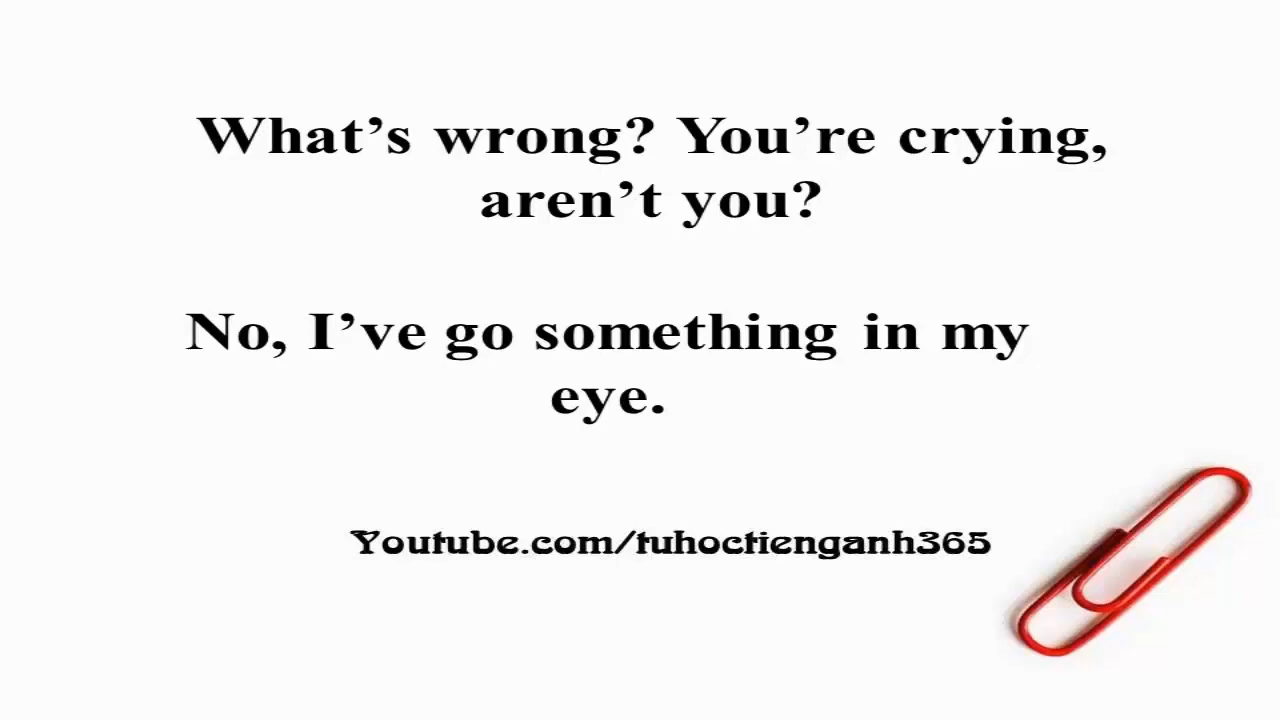 What’s wrong? You’re crying,
aren’t you?
No, I’ve go something in my
eye.
Youtube.com/tuhoctienganh365